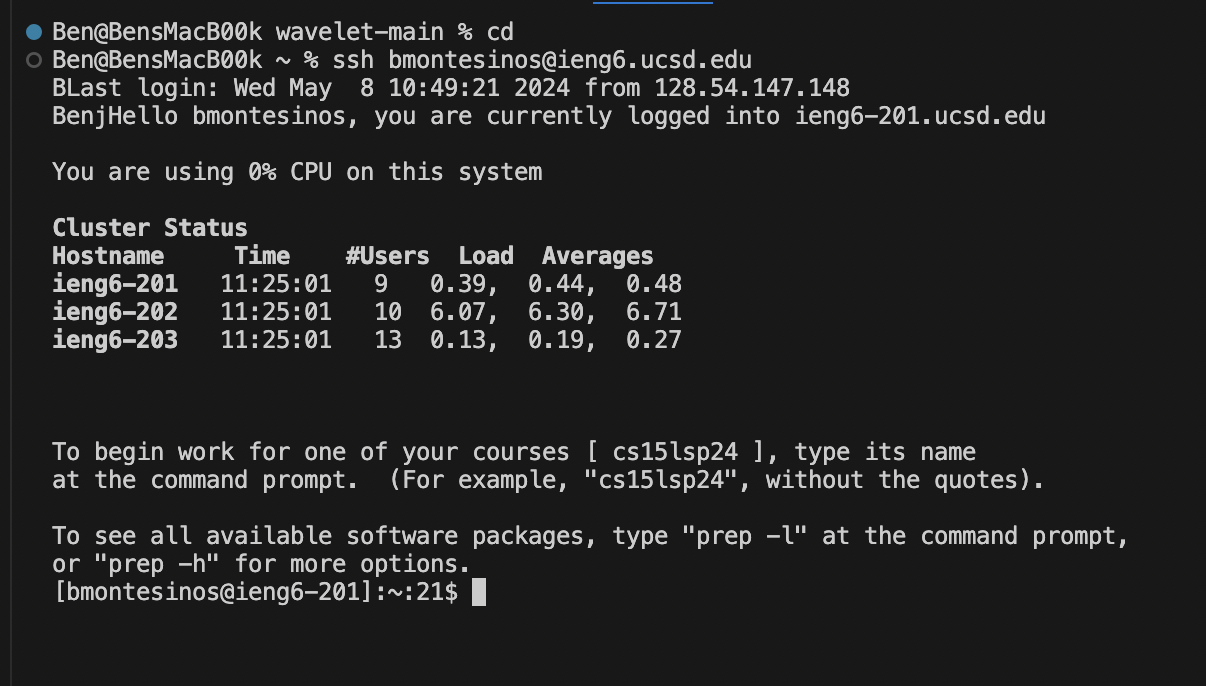 Ben@BensMacB00k wavelet-main % cd
Ben@BensMacB00k ~ % ssh bmontesinos@ieng6.ucsd.edu
BLast login: Wed May  8 10:49:21 2024 from 128.54.147.148
BenjHello bmontesinos, you are currently logged into ieng6-201.ucsd.edu
You are using 0% CPU on this system
Cluster Status
Hostname     Time    #Users  Load  Averages
ieng6-201   11:25:01   9   0.39,  0.44,  0.48
ieng6-202   11:25:01   10  6.07,  6.30,  6.71
ieng6-203   11:25:01   13  0.13,  0.19,  0.27
To begin work for one of your courses [ cs15lsp24 ], type its name
at the command prompt.  (For example, "cs15lsp24", without the quotes).
To see all available software packages, type "prep -l" at the command prompt,
or "prep -h" for more options.
[bmontesinos@ieng6-201]:~:21$